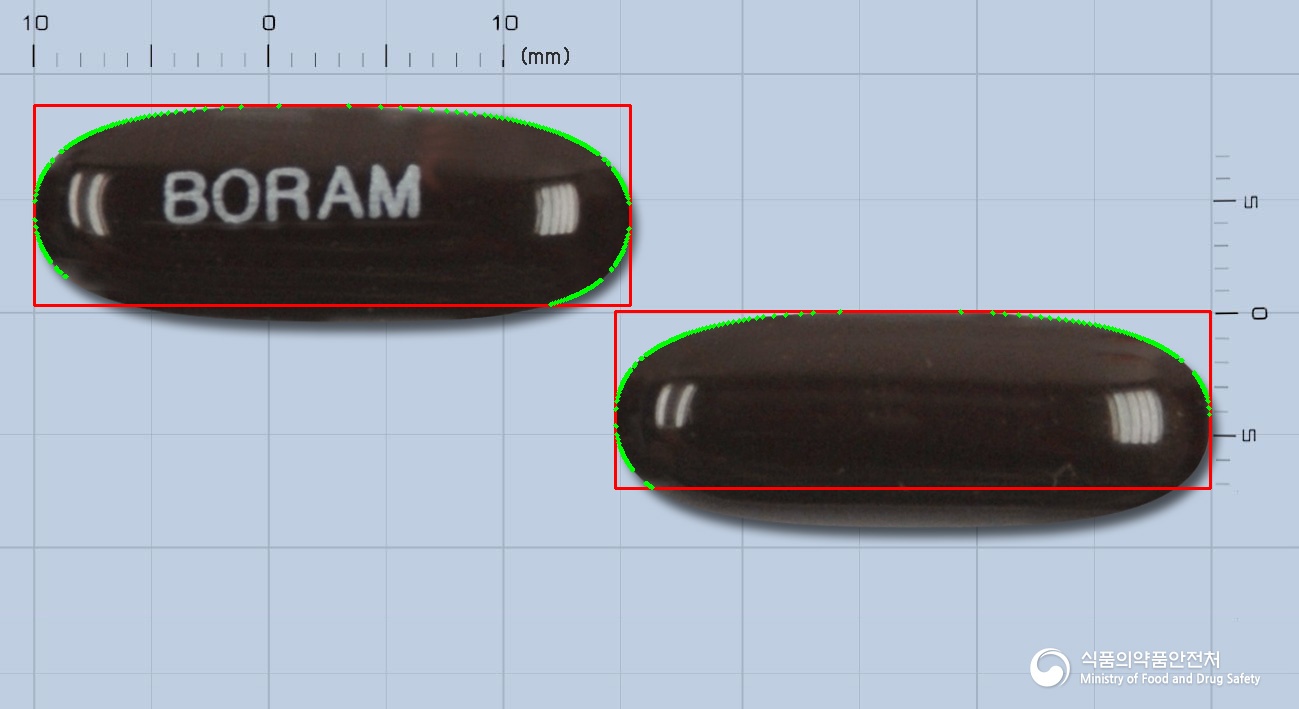 10 0 10
(mm)
BORAM
5
0
5
식품의약품안전처
Ministry of Food and Drug Safety